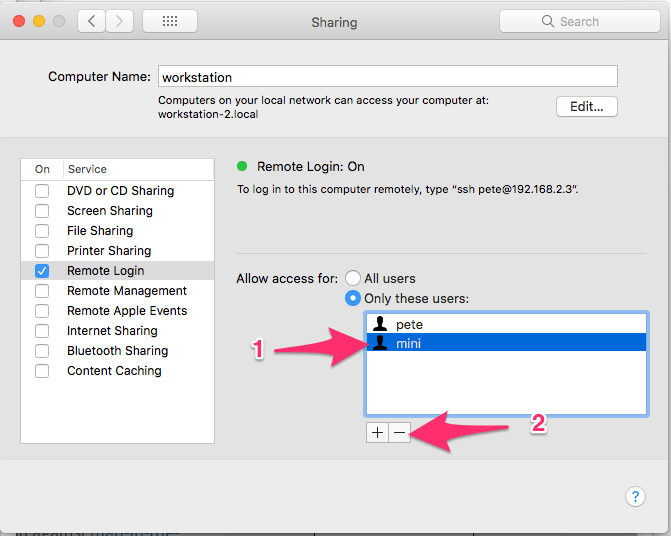 Sharing
Search
Computer Name:
workstation
Computers on your local network can access your computer at:
workstation-2.local
Edit...
On
Service
DVD or CD Sharing
Screen Sharing
File Sharing
Printer Sharing
Remote Login
Remote Management
Remote Apple Events
Internet Sharing
Bluetooth Sharing
Content Caching
Remote Login: On
To log in to this computer remotely, type “ssh pete@192.168.2.3”.
Allow access for:
All users
Only these users:
pete
mini
1
+ −
2
?